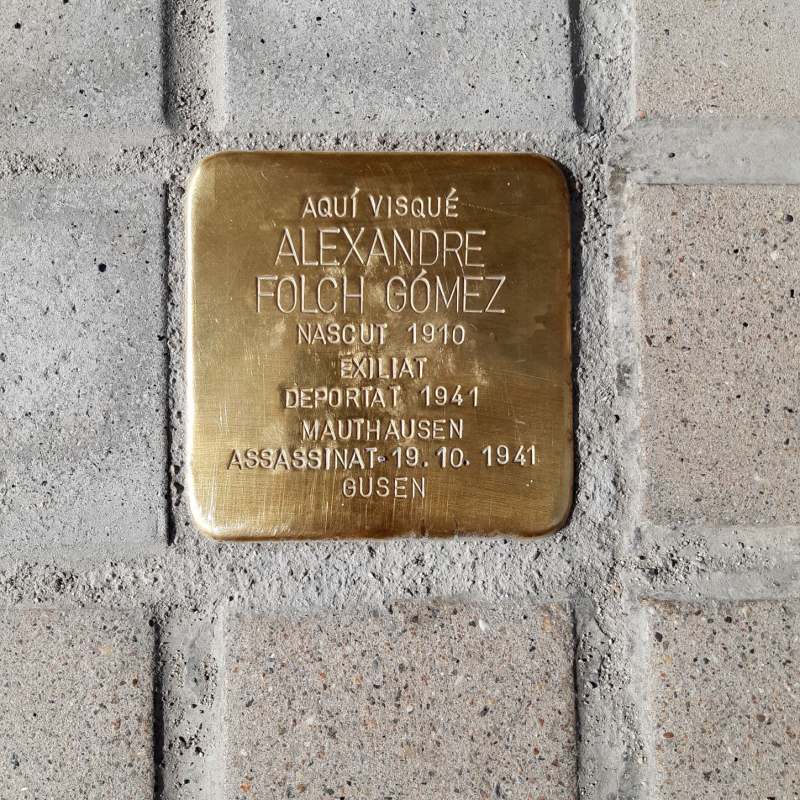 AQUÍ VISQUÉ
ALEXANDRE
FOLCH GÓMEZ
NASCUT 1910
EXILIAT
DEPORTAT 1941
MAUTHAUSEN
ASSASSINAT 19.10.1941
GUSEN